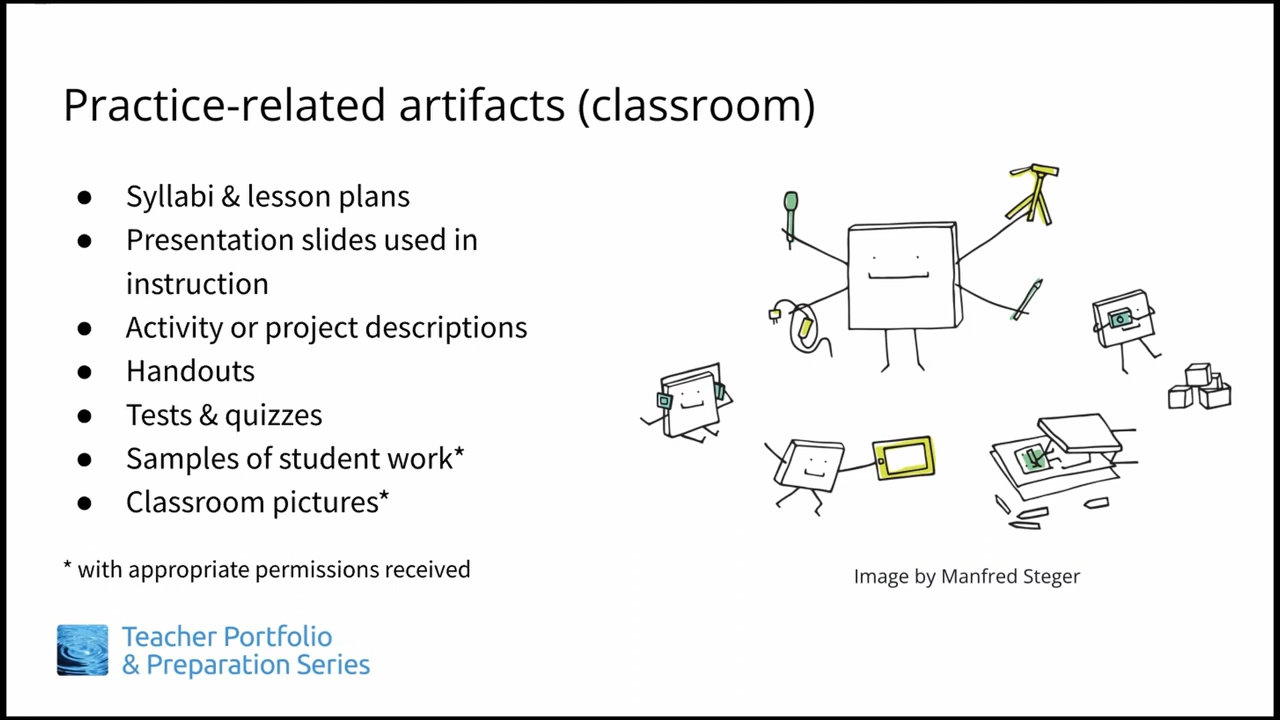 Practice-related artifacts (classroom)
● Syllabi & lesson plans
● Presentation slides used in
instruction
● Activity or project descriptions
● Handouts
● Tests & quizzes
● Samples of student work*
● Classroom pictures*
* with appropriate permissions received
Image by Manfred Steger
Teacher Portfolio
& Preparation Series